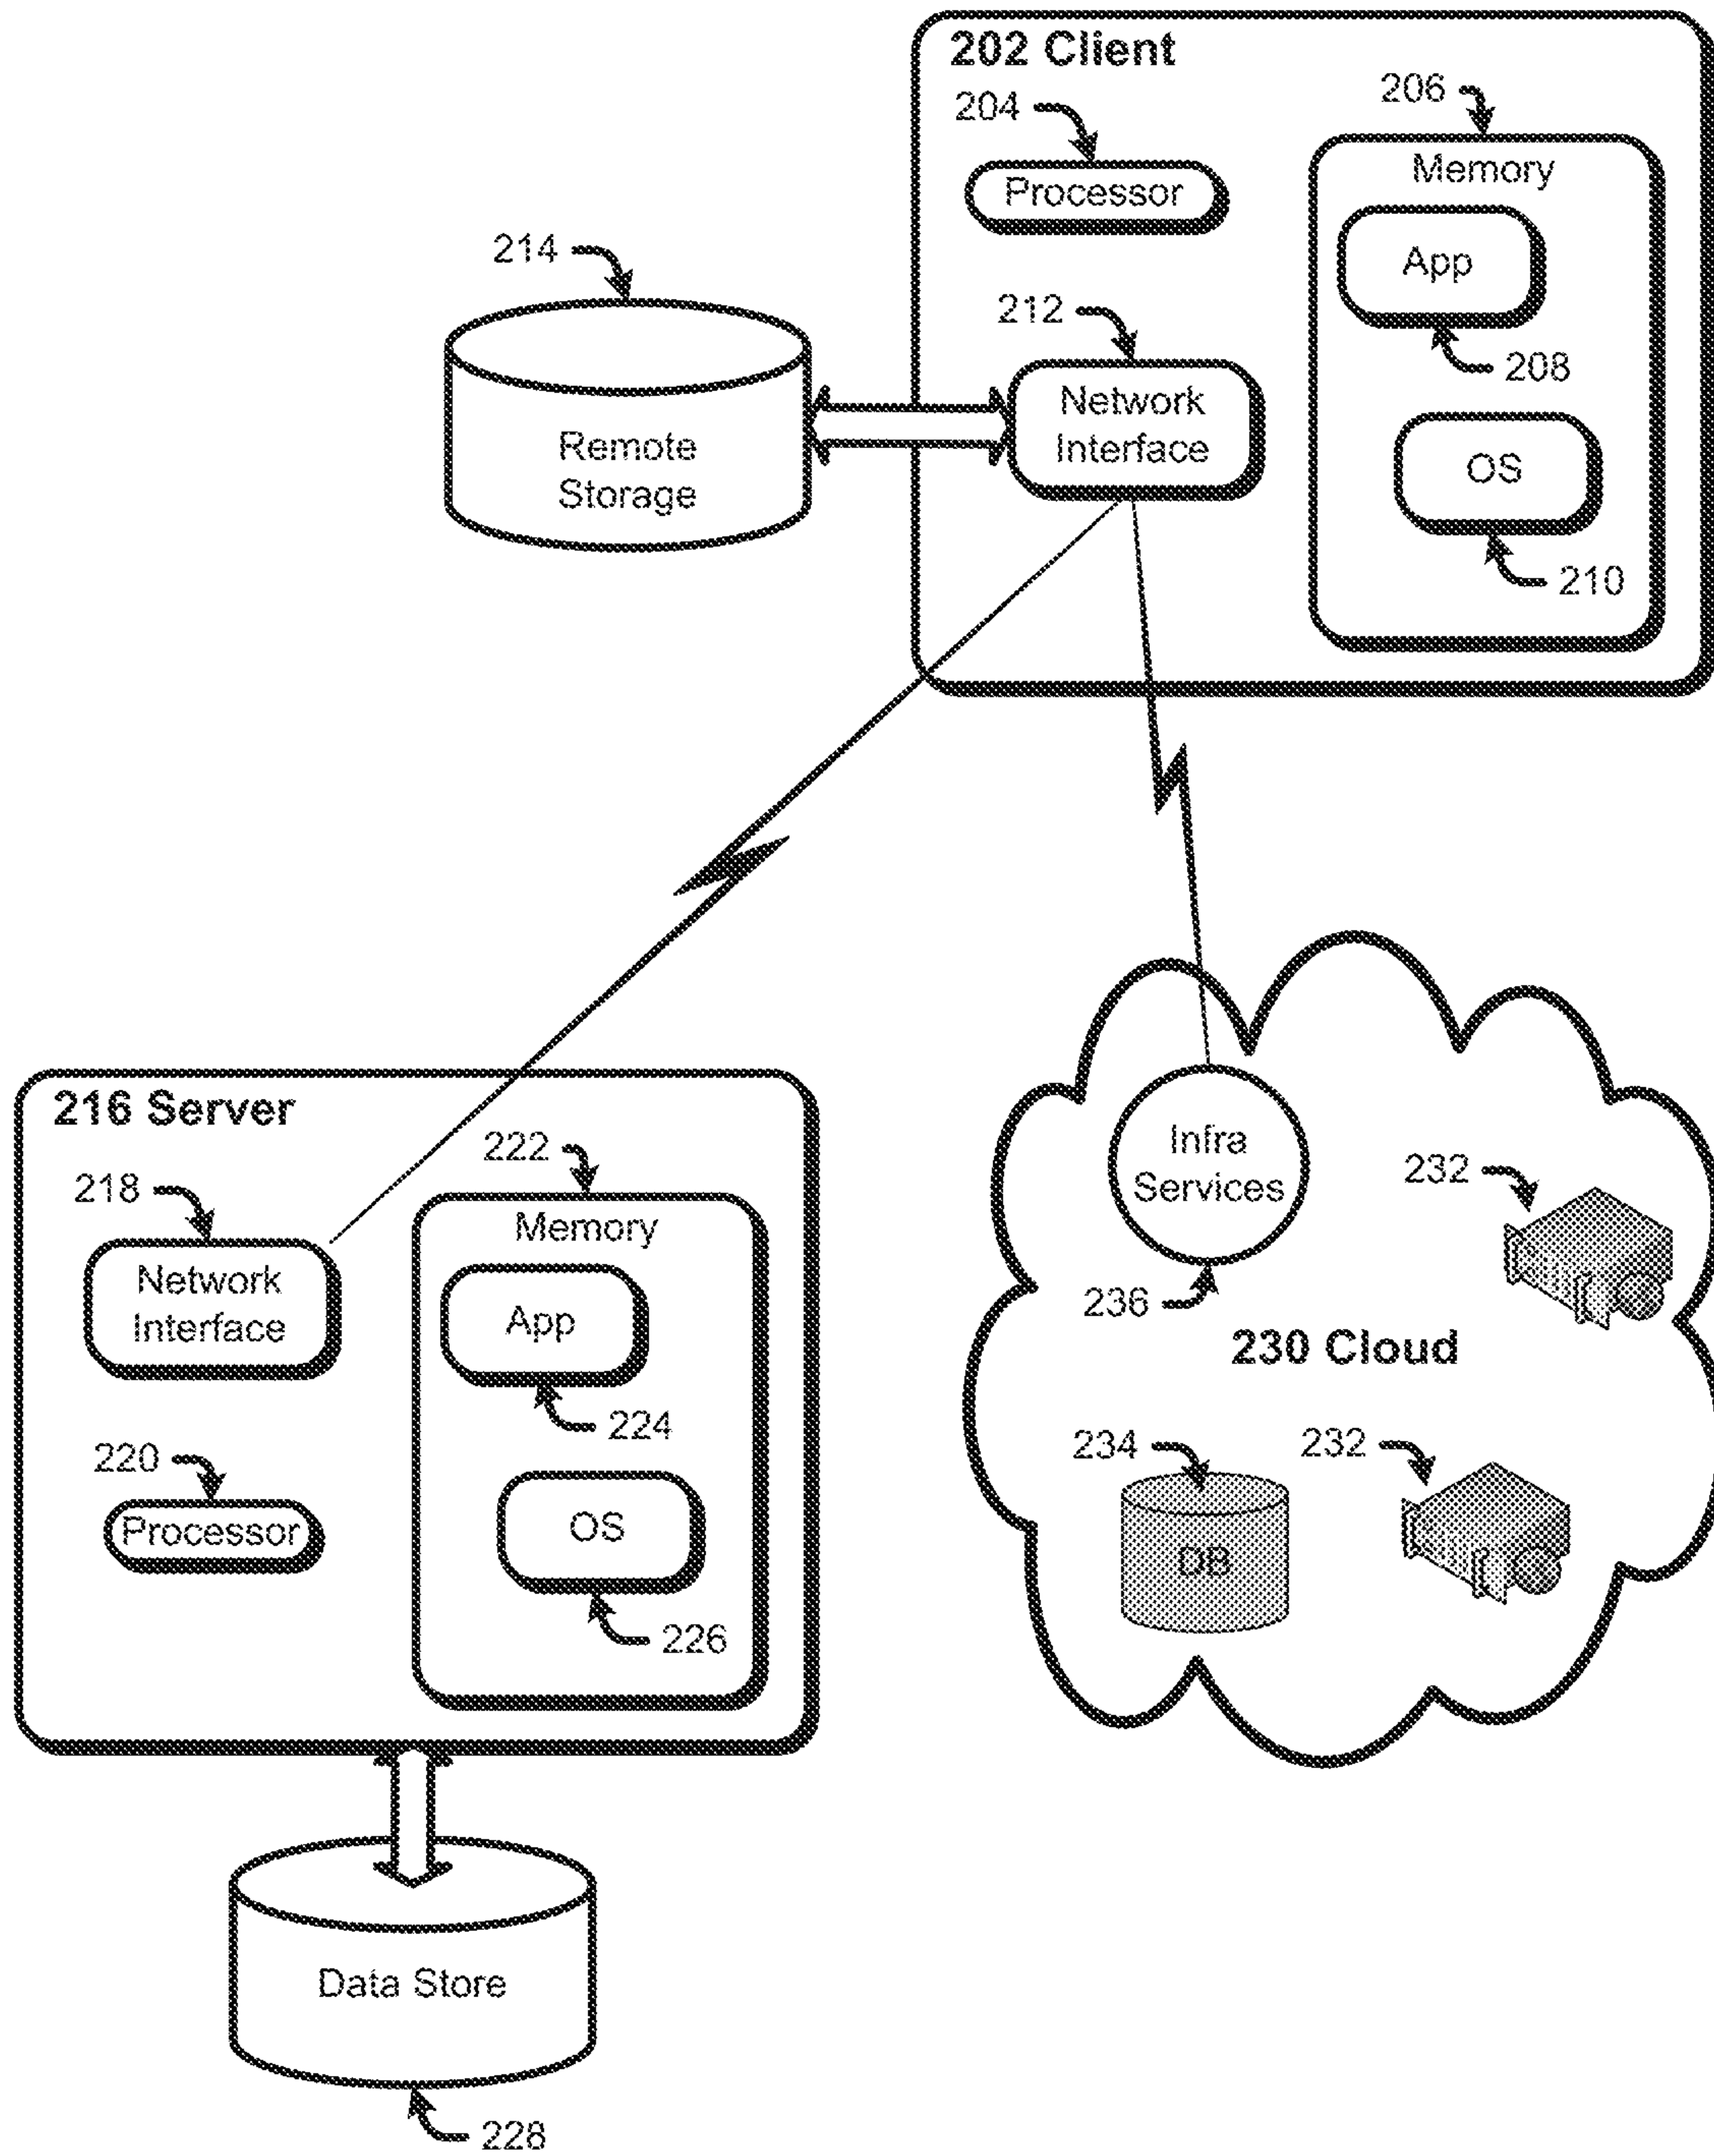 202 Client
204
206
Processor
Memory
App
208
214
212
Network
Interface
Remote
Storage
OS
210
216 Server
218
222
Network
Interface
Memory
App
224
220
Processor
OS
226
Infra
Services
236
232
230 Cloud
234
232
DB
Data Store
228